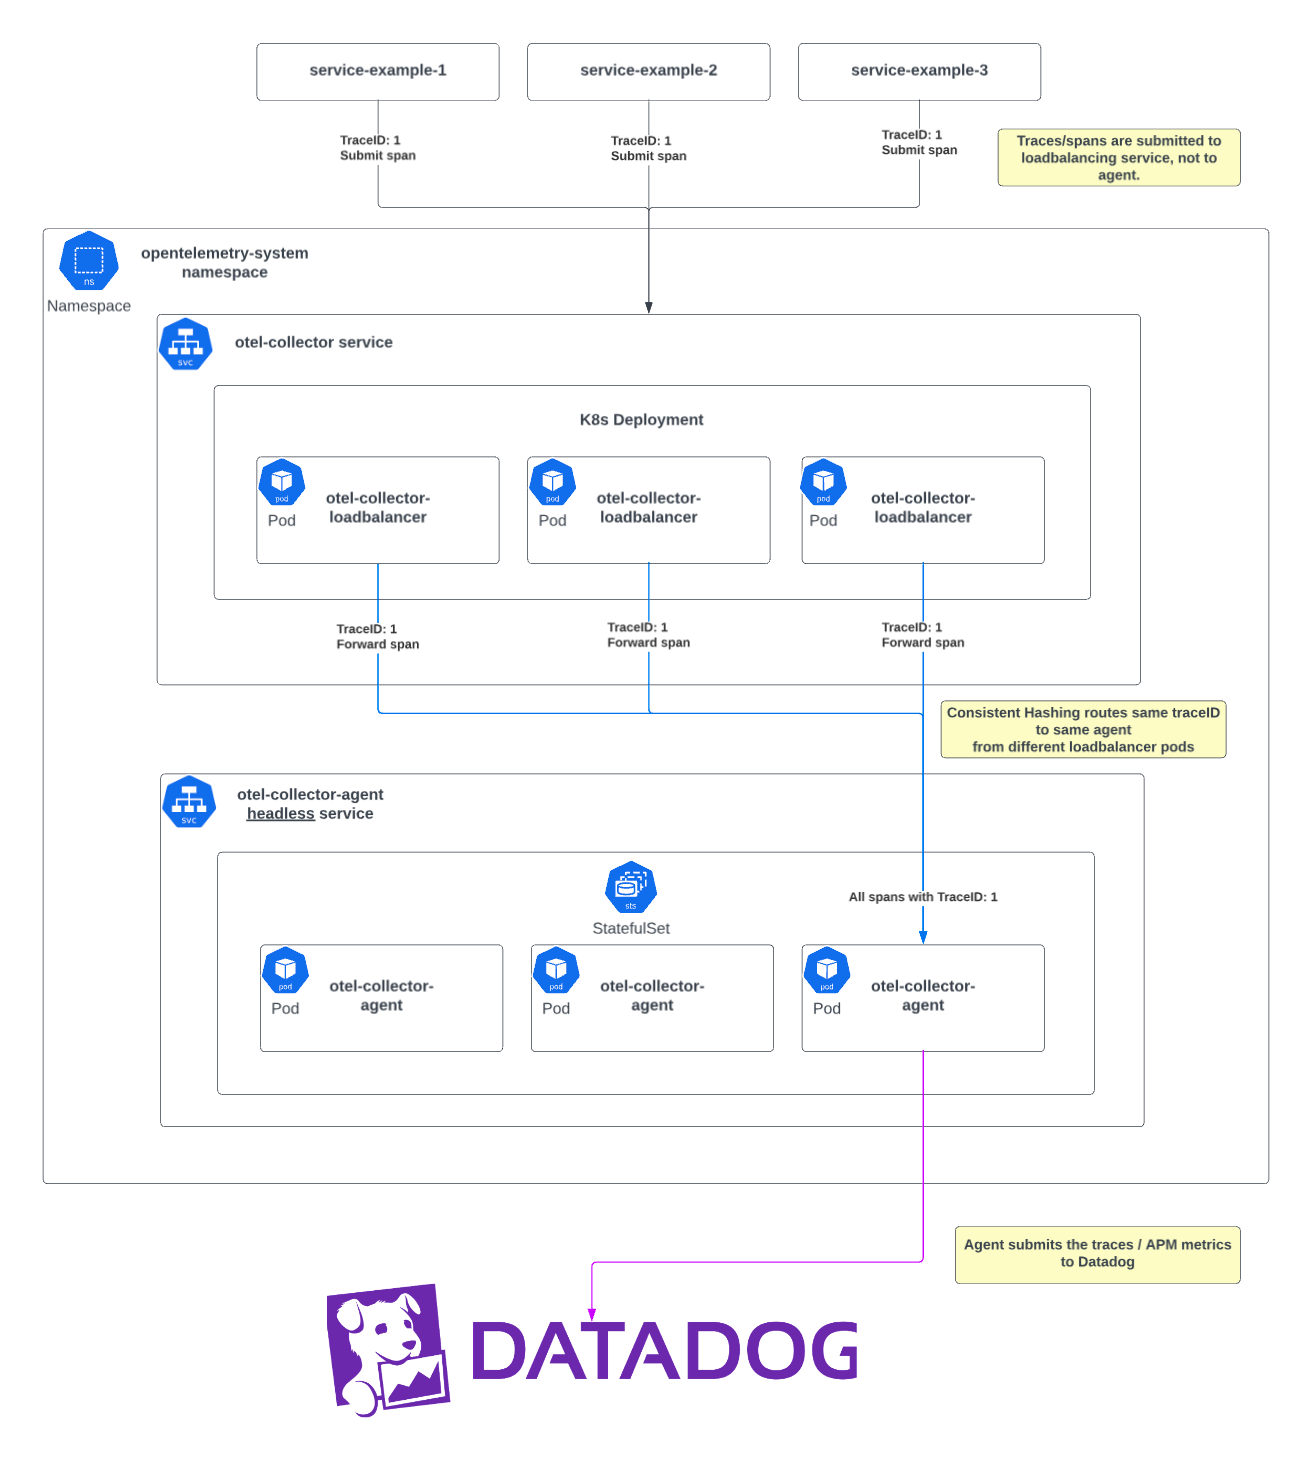 service-example-1
service-example-2
service-example-3
TraceID: 1
Submit span
TraceID: 1
Submit span
TraceID: 1
Submit span
Traces/spans are submitted to
loadbalancing service, not to
agent.
ns
Namespace
opentelemetry-system
namespace
svc
otel-collector service
K8s Deployment
pod
Pod
otel-collector-
loadbalancer
pod
Pod
otel-collector-
loadbalancer
pod
Pod
otel-collector-
loadbalancer
TraceID: 1
Forward span
TraceID: 1
Forward span
TraceID: 1
Forward span
Consistent Hashing routes same traceID
to same agent
from different loadbalancer pods
svc
otel-collector-agent
headless service
sts
StatefulSet
All spans with TraceID: 1
pod
Pod
otel-collector-
agent
pod
Pod
otel-collector-
agent
pod
Pod
otel-collector-
agent
Agent submits the traces / APM metrics
to Datadog
DATADOG